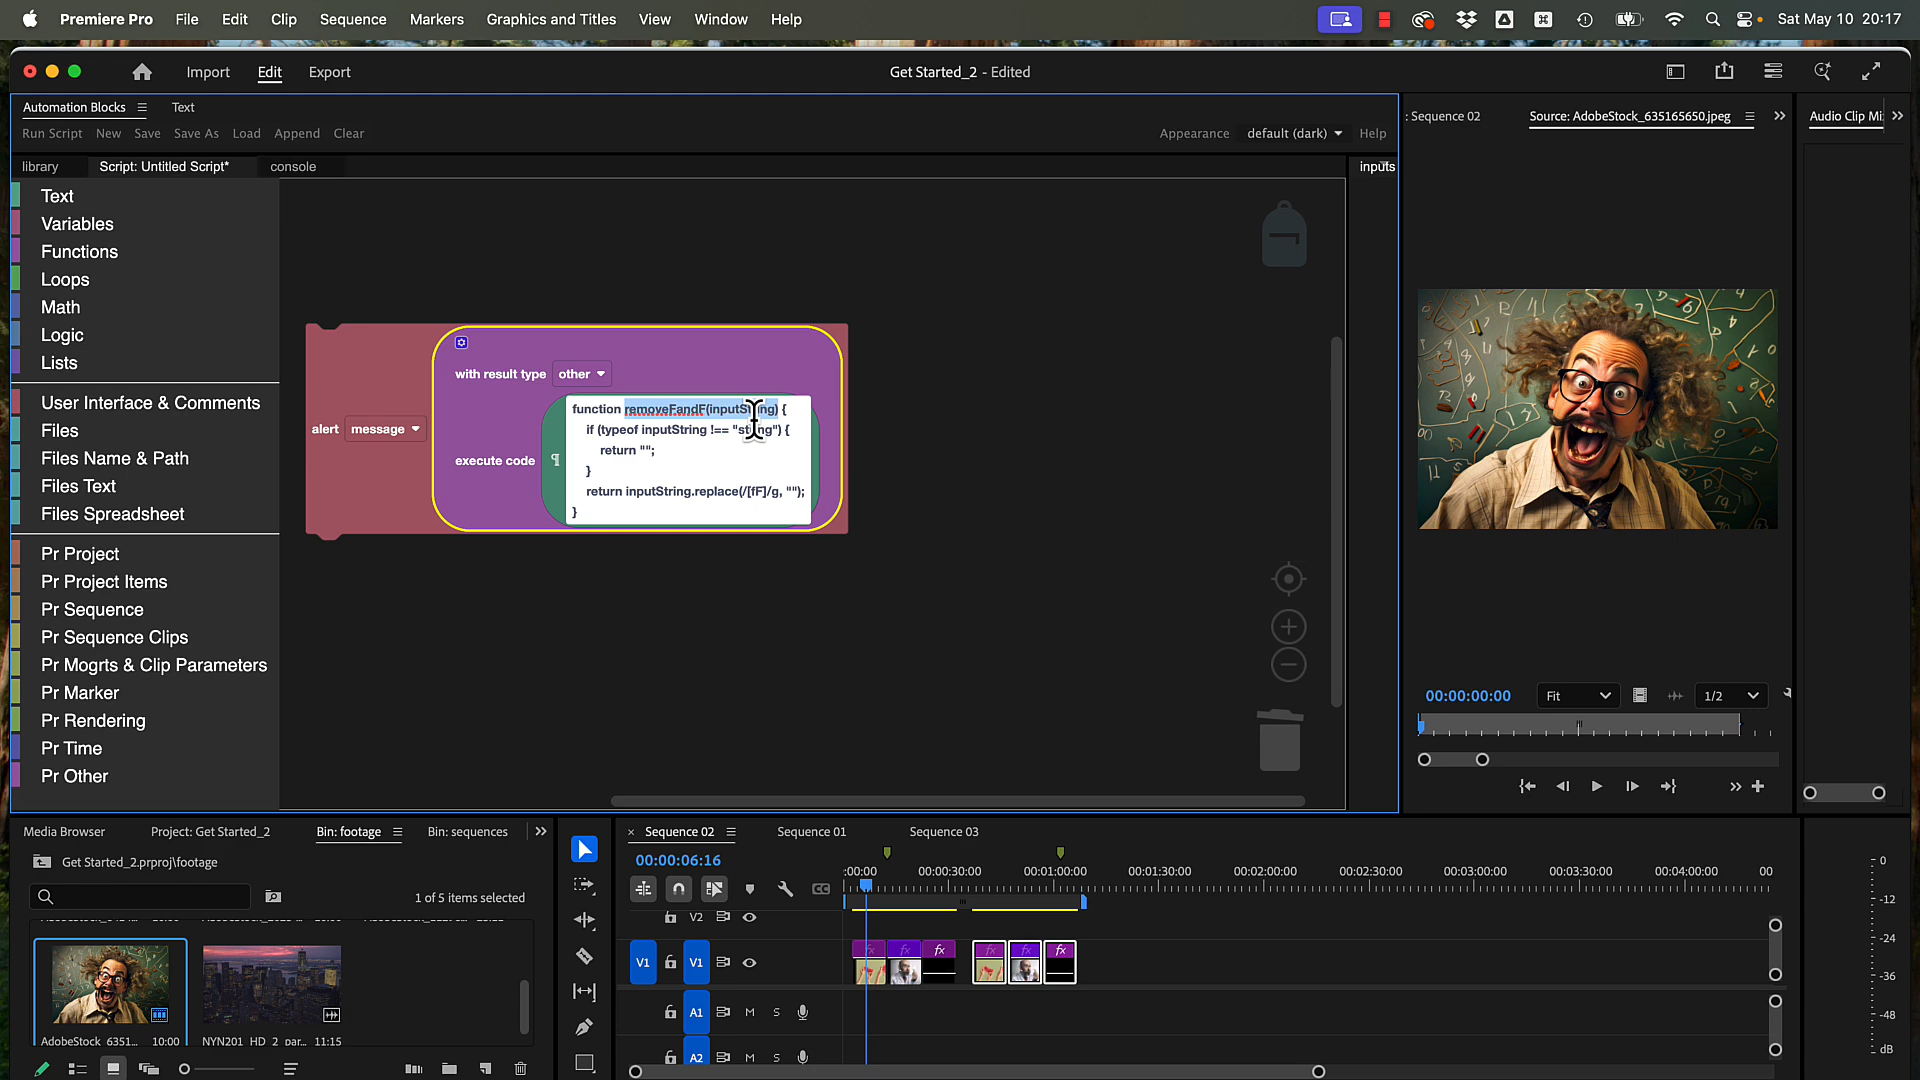 Premiere Pro File Edit Clip Sequence Markers Graphics and Titles View Window Help Sat May 10 20:17
Import Edit Export Get Started_2 - Edited
Automation Blocks Text
Run Script New Save Save As Load Append Clear Appearance default (dark) Help
library Script: Untitled Script* console inputs
Text
Variables
Functions
Loops
Math
Logic
Lists
User Interface & Comments
Files
Files Name & Path
Files Text
Files Spreadsheet
Pr Project
Pr Project Items
Pr Sequence
Pr Sequence Clips
Pr Mogrts & Clip Parameters
Pr Marker
Pr Rendering
Pr Time
Pr Other
alert message
with result type other
execute code ¶
function removeFandF(inputString) {
if (typeof inputString !== "string") {
return "";
}
return inputString.replace(/[fF]/g, "");
}
: Sequence 02 Source: AdobeStock_635165650.jpeg Audio Clip Mi
00:00:00:00 Fit 1/2
Media Browser Project: Get Started_2 Bin: footage Bin: sequences
Get Started_2.prproj\footage
1 of 5 items selected
AdobeStock_6351... 10:00 NYN201_HD_2_par... 11:15
× Sequence 02 Sequence 01 Sequence 03
00:00:06:16
:00:00 00:00:30:00 00:01:00:00 00:01:30:00 00:02:00:00 00:02:30:00 00:03:00:00 00:03:30:00 00:04:00:00 00
V2
V1 V1
fx fx fx fx fx fx
A1 M S
A2 M S
0
-12
-24
-36
-48
dB